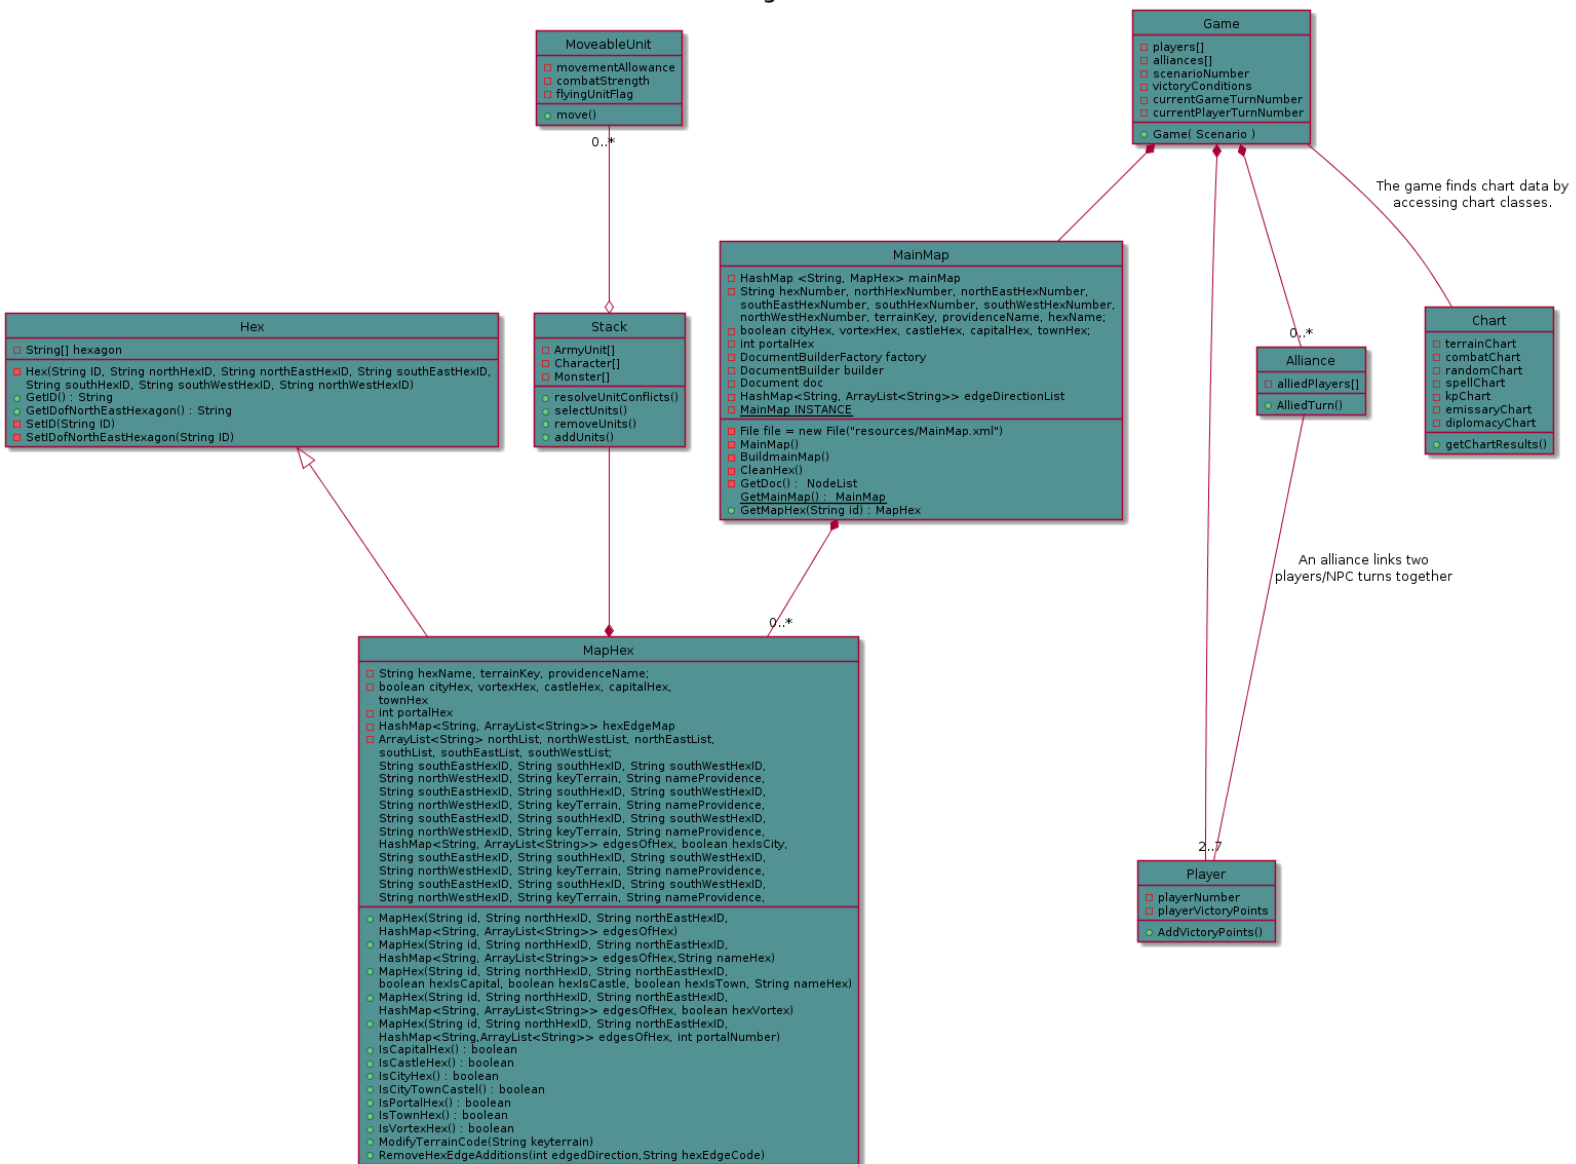 Game
players[]
alliances[]
scenarioNumber
victoryConditions
currentGameTurnNumber
currentPlayerTurnNumber
Game( Scenario )
MoveableUnit
movementAllowance
combatStrength
flyingUnitFlag
move()
0..*
The game finds chart data by
accessing chart classes.
MainMap
HashMap <String, MapHex> mainMap
String hexNumber, northHexNumber, northEastHexNumber,
southEastHexNumber, southHexNumber, southWestHexNumber,
northWestHexNumber, terrainKey, providenceName, hexName;
boolean cityHex, vortexHex, castleHex, capitalHex, townHex;
int portalHex
DocumentBuilderFactory factory
DocumentBuilder builder
Document doc
HashMap<String, ArrayList<String>> edgeDirectionList
MainMap INSTANCE
File file = new File("resources/MainMap.xml")
MainMap()
BuildmainMap()
CleanHex()
GetDoc() :  NodeList
GetMainMap() :  MainMap
GetMapHex(String id) : MapHex
Hex
String[] hexagon
Hex(String ID, String northHexID, String northEastHexID, String southEastHexID,
String southHexID, String southWestHexID, String northWestHexID)
GetID() : String
GetIDofNorthEastHexagon() : String
SetID(String ID)
SetIDofNorthEastHexagon(String ID)
Stack
ArmyUnit[]
Character[]
Monster[]
resolveUnitConflicts()
selectUnits()
removeUnits()
addUnits()
0..*
Alliance
alliedPlayers[]
AlliedTurn()
Chart
terrainChart
combatChart
randomChart
spellChart
kpChart
emissaryChart
diplomacyChart
getChartResults()
An alliance links two
players/NPC turns together
0..*
MapHex
String hexName, terrainKey, providenceName;
boolean cityHex, vortexHex, castleHex, capitalHex,
townHex
int portalHex
HashMap<String, ArrayList<String>> hexEdgeMap
ArrayList<String> northList, northWestList, northEastList,
southList, southEastList, southWestList;
String southEastHexID, String southHexID, String southWestHexID,
String northWestHexID, String keyTerrain, String nameProvidence,
String southEastHexID, String southHexID, String southWestHexID,
String northWestHexID, String keyTerrain, String nameProvidence,
String southEastHexID, String southHexID, String southWestHexID,
String northWestHexID, String keyTerrain, String nameProvidence,
HashMap<String, ArrayList<String>> edgesOfHex, boolean hexIsCity,
String southEastHexID, String southHexID, String southWestHexID,
String northWestHexID, String keyTerrain, String nameProvidence,
String southEastHexID, String southHexID, String southWestHexID,
String northWestHexID, String keyTerrain, String nameProvidence,
MapHex(String id, String northHexID, String northEastHexID,
HashMap<String, ArrayList<String>> edgesOfHex)
MapHex(String id, String northHexID, String northEastHexID,
HashMap<String, ArrayList<String>> edgesOfHex,String nameHex)
MapHex(String id, String northHexID, String northEastHexID,
boolean hexIsCapital, boolean hexIsCastle, boolean hexIsTown, String nameHex)
MapHex(String id, String northHexID, String northEastHexID,
HashMap<String, ArrayList<String>> edgesOfHex, boolean hexVortex)
MapHex(String id, String northHexID, String northEastHexID,
HashMap<String,ArrayList<String>> edgesOfHex, int portalNumber)
IsCapitalHex() : boolean
IsCastleHex() : boolean
IsCityHex() : boolean
IsCityTownCastel() : boolean
IsPortalHex() : boolean
IsTownHex() : boolean
IsVortexHex() : boolean
ModifyTerrainCode(String keyterrain)
RemoveHexEdgeAdditions(int edgedDirection,String hexEdgeCode)
2..7
Player
playerNumber
playerVictoryPoints
AddVictoryPoints()